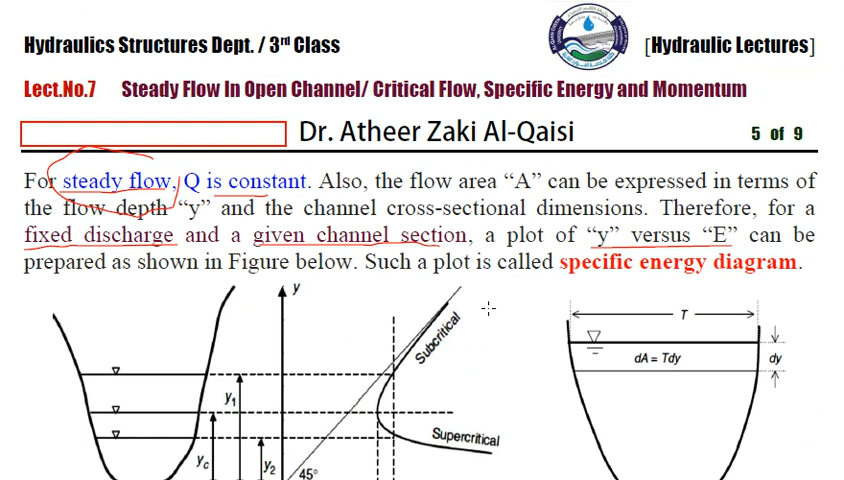 Hydraulics Structures Dept. / 3rd Class
[Hydraulic Lectures]
Lect.No.7 Steady Flow In Open Channel/ Critical Flow, Specific Energy and Momentum
Dr. Atheer Zaki Al-Qaisi
5 of 9
For steady flow, Q is constant. Also, the flow area “A” can be expressed in terms of
the flow depth “y” and the channel cross-sectional dimensions. Therefore, for a
fixed discharge and a given channel section, a plot of “y” versus “E” can be
prepared as shown in Figure below. Such a plot is called specific energy diagram.
y
Subcritical
Supercritical
y1
yc
y2
45°
T
dA = Tdy
dy